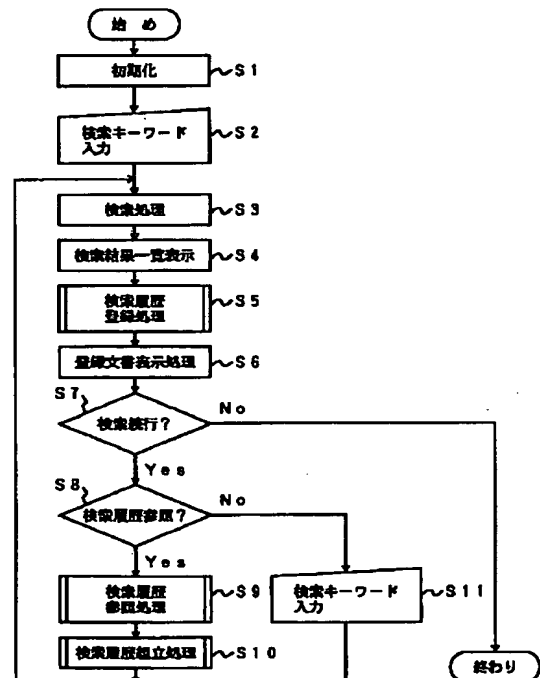 始め
初期化
S1
検索キーワード
入力
S2
検索処理
S3
検索結果一覧表示
S4
検索履歴
登録処理
S5
登録文書表示処理
S6
S7
検索続行？
No
Yes
S8
検索履歴参照？
No
Yes
検索履歴
参照処理
S9
検索キーワード
入力
S11
検索履歴組立処理
S10
終わり